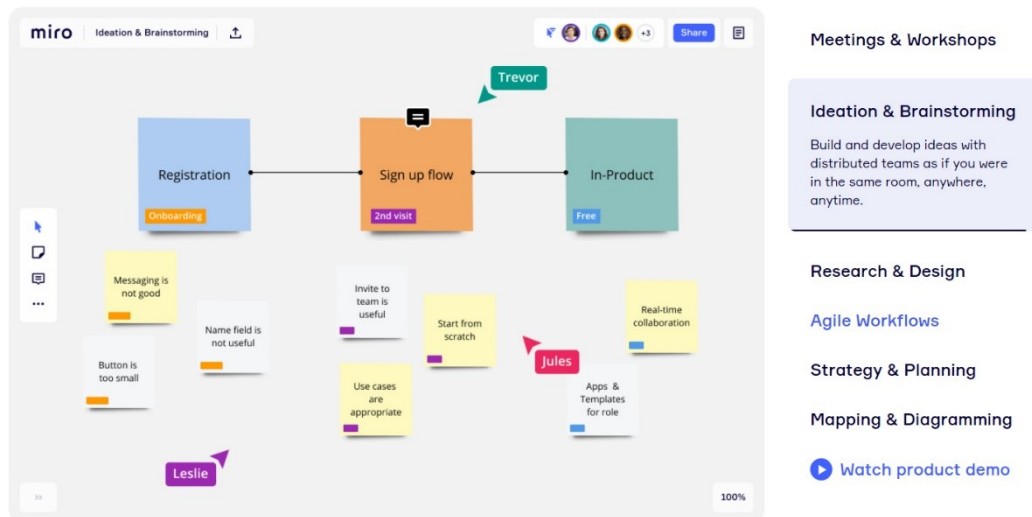 miro
Ideation & Brainstorming
+3
Share
Trevor
Registration
Onboarding
Sign up flow
2nd visit
In-Product
Free
Messaging is
not good
Name field is
not useful
Button is
too small
Invite to
team is
useful
Start from
scratch
Use cases
are
appropriate
Real-time
collaboration
Apps &
Templates
for role
Jules
Leslie
100%
Meetings & Workshops
Ideation & Brainstorming
Build and develop ideas with
distributed teams as if you were
in the same room, anywhere,
anytime.
Research & Design
Agile Workflows
Strategy & Planning
Mapping & Diagramming
Watch product demo